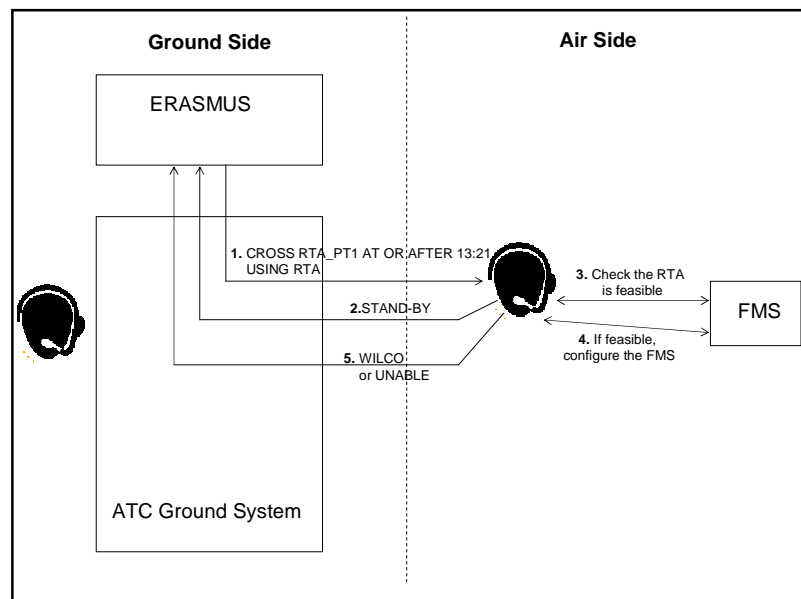 Ground Side
Air Side
ERASMUS
1. CROSS RTA_PT1 AT OR AFTER 13:21
USING RTA
2.STAND-BY
3. Check the RTA
is feasible
FMS
4. If feasible,
configure the FMS
5. WILCO
or UNABLE
ATC Ground System